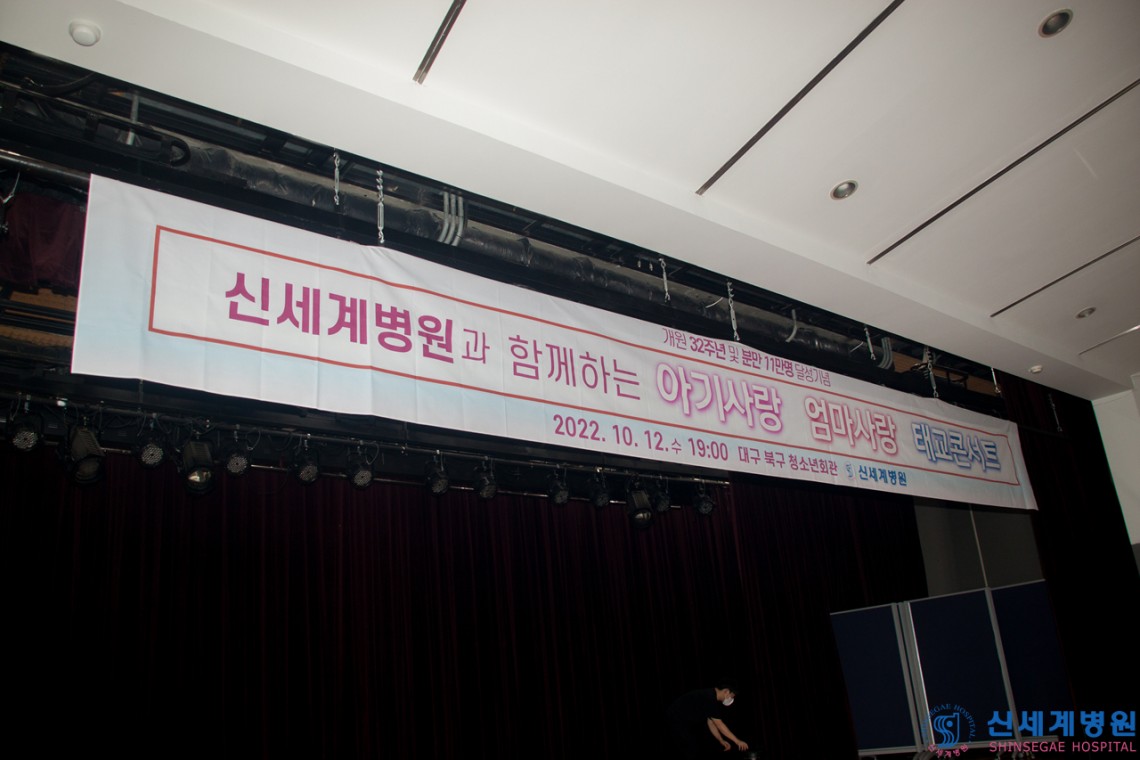 개원 32주년 및 분만 11만명 달성기념
신세계병원과 함께하는 아기사랑 엄마사랑 태교콘서트
2022. 10. 12. 수 19:00 대구 북구 청소년회관 신세계병원
신세계병원
SHINSEGAE HOSPITAL